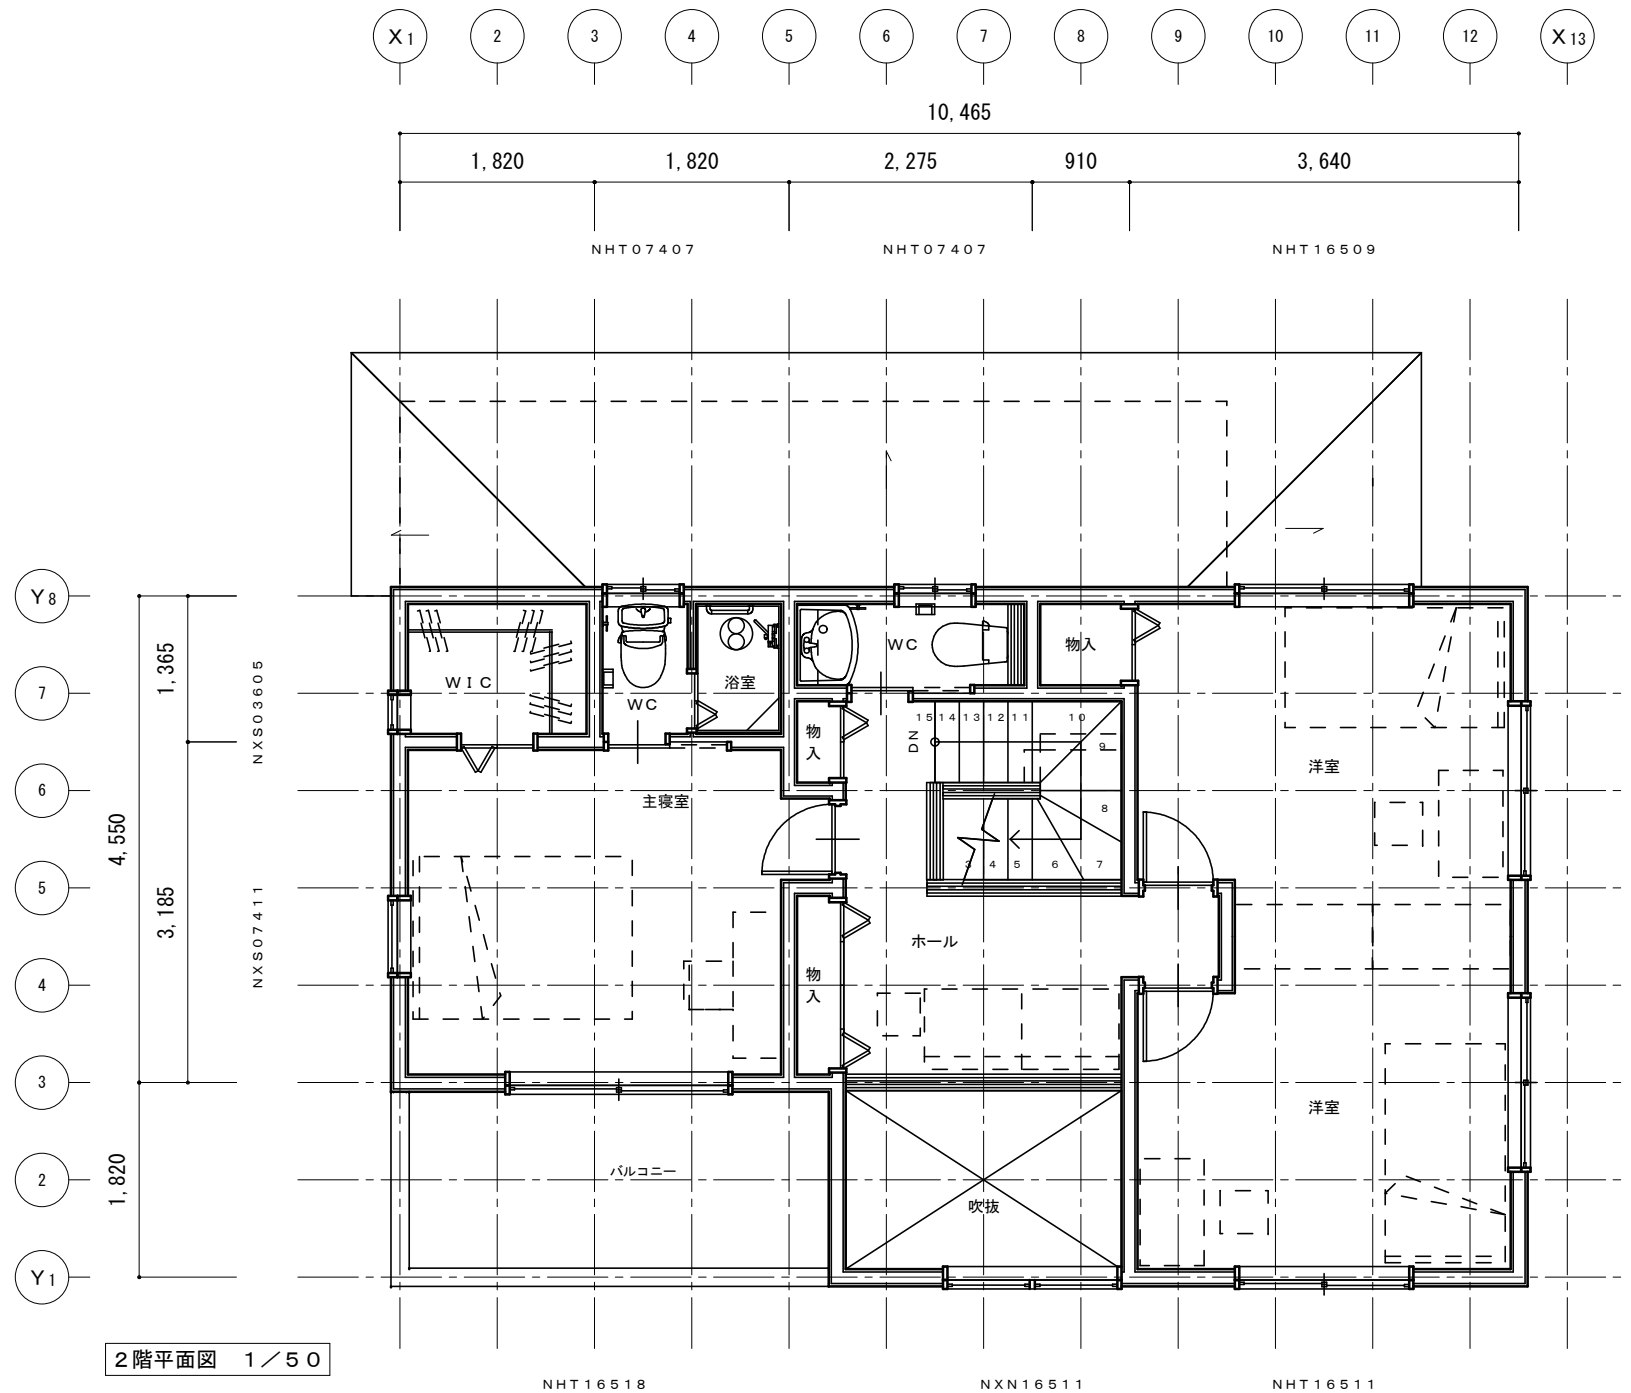 X1 2 3 4 5 6 7 8 9 10 11 12 X13
10,465
1,820 1,820 2,275 910 3,640
NHT07407 NHT07407 NHT16509
Y8
7
6
5
4
3
2
Y1
1,365
4,550
3,185
1,820
NXS03605
NXS07411
WIC
WC
浴室
WC
物入
物入
DN
15 14 13 12 11 10
9
8
3 4 5 6 7
主寝室
洋室
ホール
物入
洋室
バルコニー
吹抜
2階平面図 1/50
NHT16518 NXN16511 NHT16511